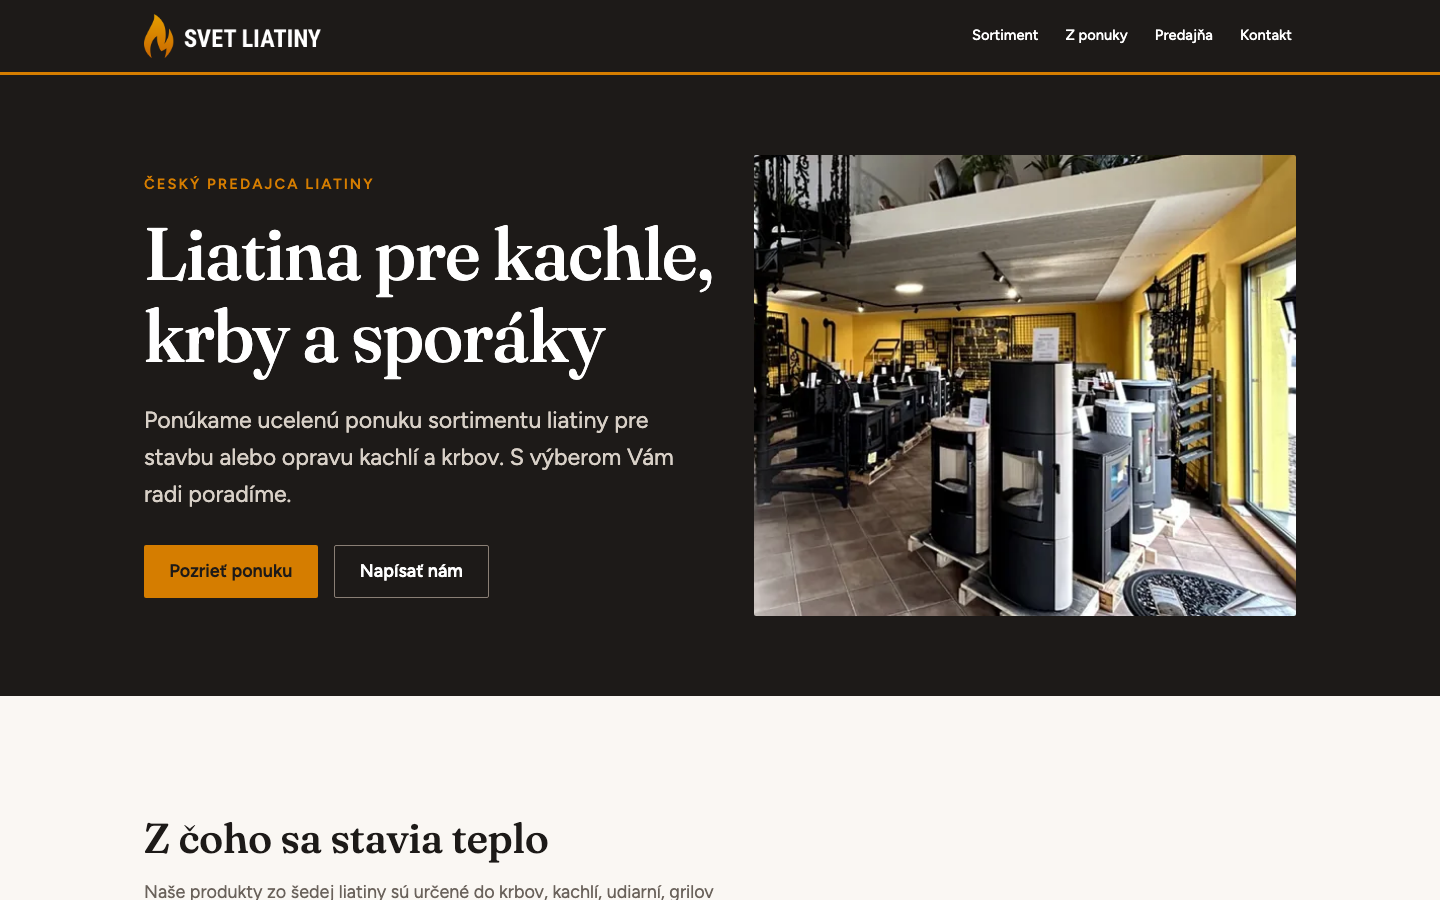 SVET LIATINY
Sortiment
Z ponuky
Predajňa
Kontakt
ČESKÝ PREDAJCA LIATINY
Liatina pre kachle,
krby a sporáky
Ponúkame ucelenú ponuku sortimentu liatiny pre
stavbu alebo opravu kachlí a krbov. S výberom Vám
radi poradíme.
Pozrieť ponuku
Napísať nám
Z čoho sa stavia teplo
Naše produkty zo šedej liatiny sú určené do krbov, kachlí, udiarní, grilov